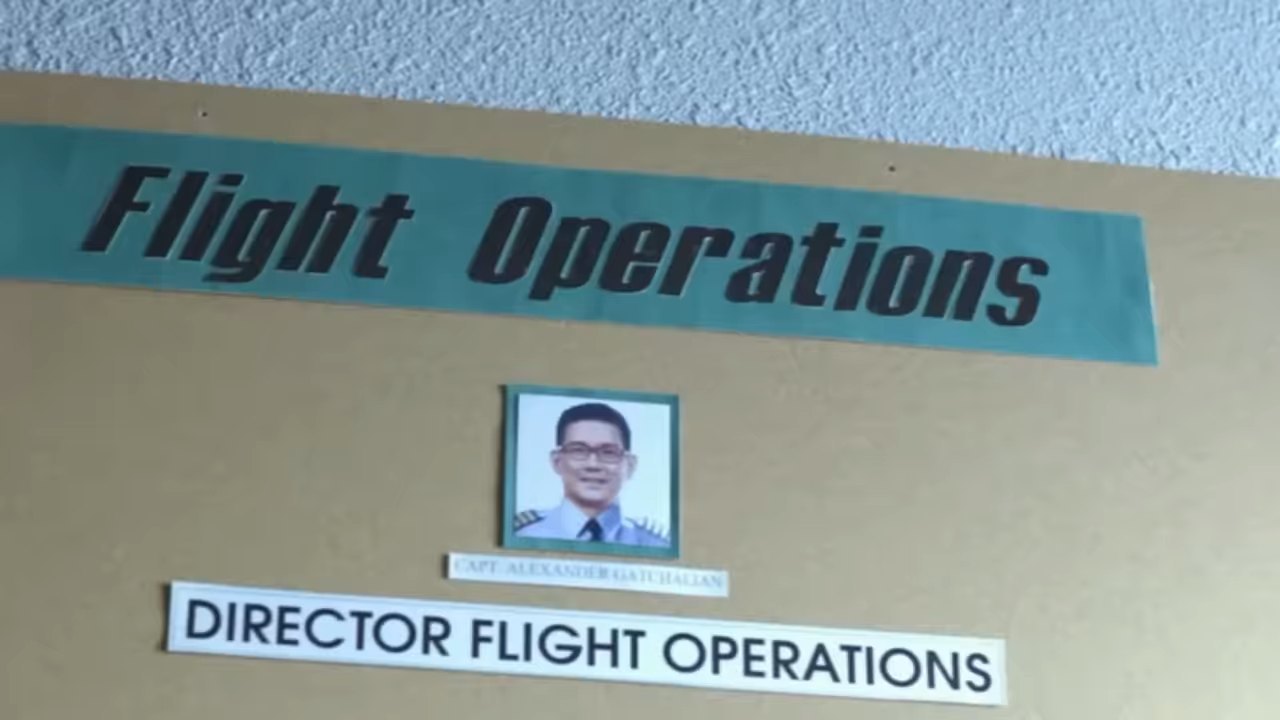 Flight Operations
CAPT. ALEXANDER GATCHALIAN
DIRECTOR FLIGHT OPERATIONS